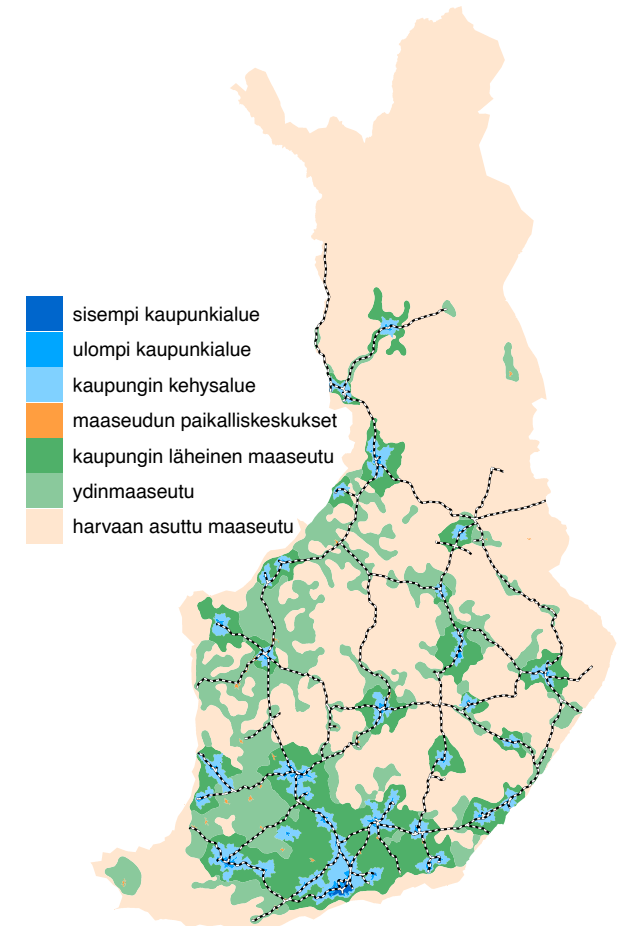 sisempi kaupunkialue
ulompi kaupunkialue
kaupungin kehysalue
maaseudun paikalliskeskukset
kaupungin läheinen maaseutu
ydinmaaseutu
harvaan asuttu maaseutu